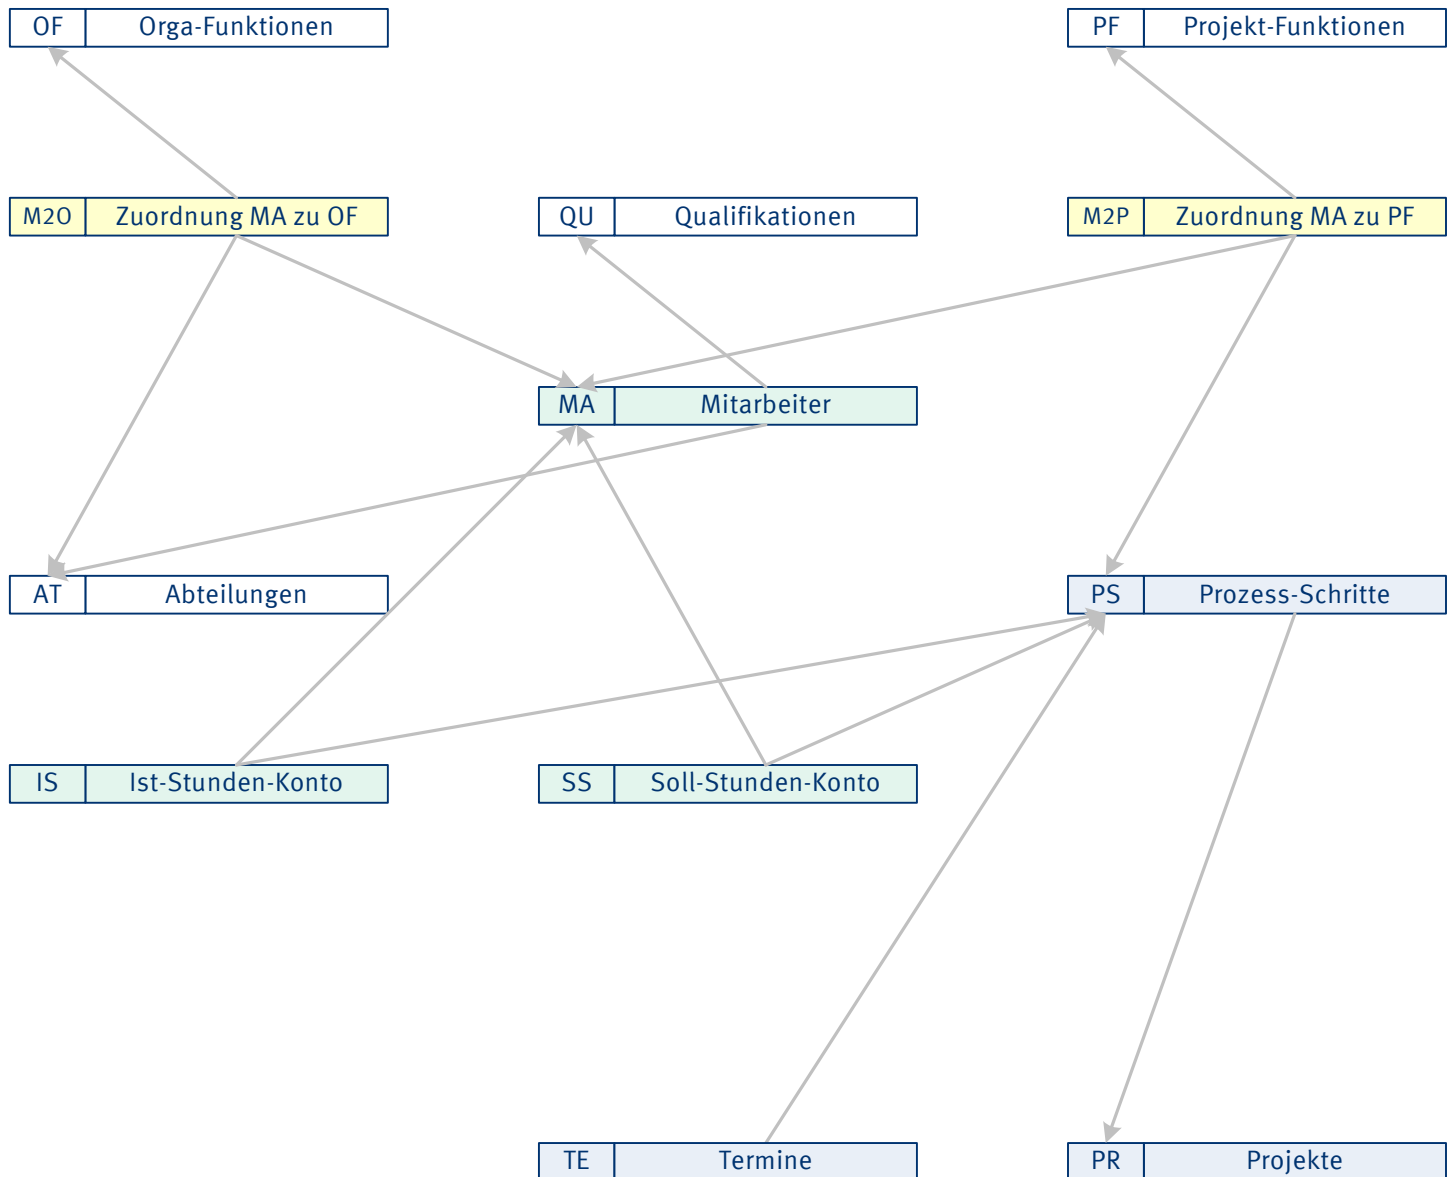 OF Orga-Funktionen
PF Projekt-Funktionen
M2O Zuordnung MA zu OF
QU Qualifikationen
M2P Zuordnung MA zu PF
MA Mitarbeiter
AT Abteilungen
PS Prozess-Schritte
IS Ist-Stunden-Konto
SS Soll-Stunden-Konto
TE Termine
PR Projekte